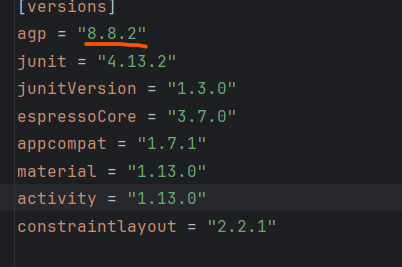 [versions]
agp = "8.8.2"
junit = "4.13.2"
junitVersion = "1.3.0"
espressoCore = "3.7.0"
appcompat = "1.7.1"
material = "1.13.0"
activity = "1.13.0"
constraintlayout = "2.2.1"